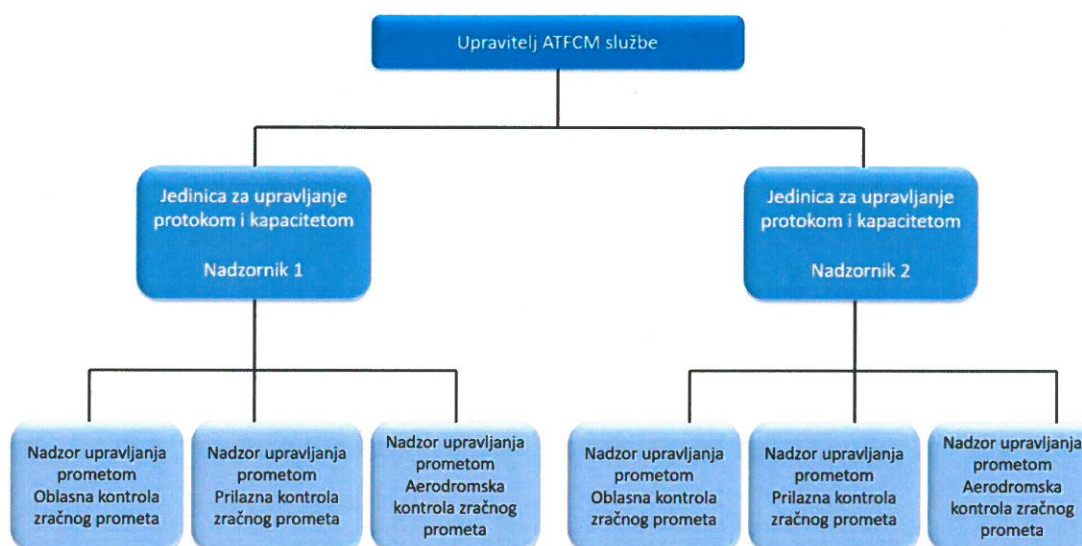 Upravitelj ATFCM službe
Jedinica za upravljanje
protokom i kapacitetom
Nadzornik 1
Jedinica za upravljanje
protokom i kapacitetom
Nadzornik 2
Nadzor upravljanja
prometom
Oblasna kontrola
zračnog prometa
Nadzor upravljanja
prometom
Prilazna kontrola
zračnog prometa
Nadzor upravljanja
prometom
Aerodromska
kontrola zračnog
prometa
Nadzor upravljanja
prometom
Oblasna kontrola
zračnog prometa
Nadzor upravljanja
prometom
Prilazna kontrola
zračnog prometa
Nadzor upravljanja
prometom
Aerodromska
kontrola zračnog
prometa